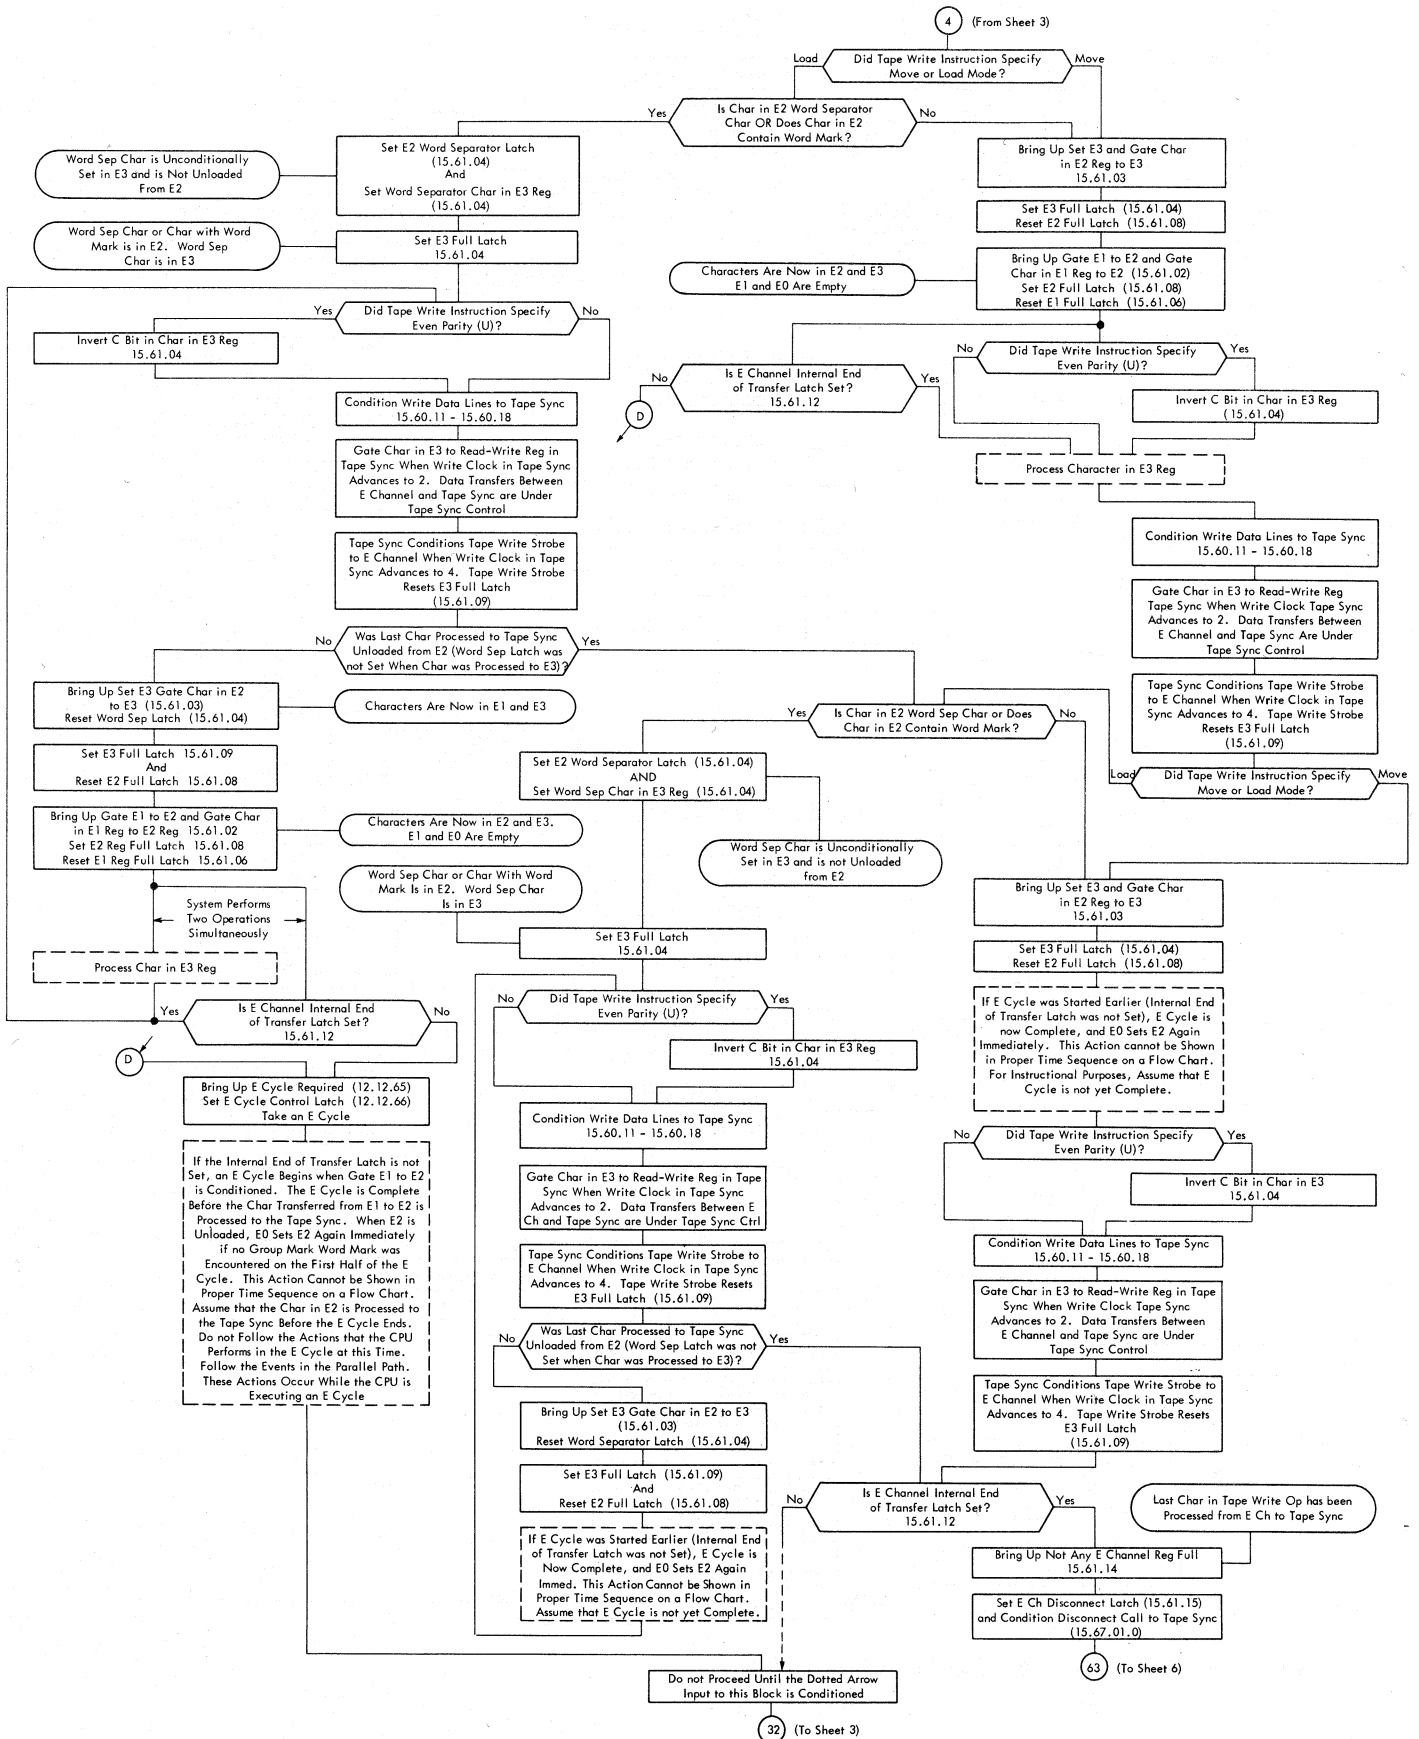 4
(From Sheet 3)
Load
Did Tape Write Instruction Specify
Move or Load Mode?
Move
Yes
Is Char in E2 Word Separator
Char OR Does Char in E2
Contain Word Mark?
No
Word Sep Char is Unconditionally
Set in E3 and is Not Unloaded
From E2
Set E2 Word Separator Latch
(15.61.04)
And
Set Word Separator Char in E3 Reg
(15.61.04)
Bring Up Set E3 and Gate Char
in E2 Reg to E3
15.61.03
Set E3 Full Latch (15.61.04)
Reset E2 Full Latch (15.61.08)
Word Sep Char or Char with Word
Mark is in E2. Word Sep
Char is in E3
Set E3 Full Latch
15.61.04
Characters Are Now in E2 and E3
E1 and E0 Are Empty
Bring Up Gate E1 to E2 and Gate
Char in E1 Reg to E2 (15.61.02)
Set E2 Full Latch (15.61.08)
Reset E1 Full Latch (15.61.06)
Yes
Did Tape Write Instruction Specify
Even Parity (U)?
No
Invert C Bit in Char in E3 Reg
15.61.04
No
Is E Channel Internal End
of Transfer Latch Set?
15.61.12
Yes
D
No
Did Tape Write Instruction Specify
Even Parity (U)?
Yes
Invert C Bit in Char in E3 Reg
(15.61.04)
Process Character in E3 Reg
Condition Write Data Lines to Tape Sync
15.60.11 - 15.60.18
Gate Char in E3 to Read-Write Reg in
Tape Sync When Write Clock in Tape Sync
Advances to 2. Data Transfers Between
E Channel and Tape Sync are Under
Tape Sync Control
Tape Sync Conditions Tape Write Strobe
to E Channel When Write Clock in Tape
Sync Advances to 4. Tape Write Strobe
Resets E3 Full Latch
(15.61.09)
Condition Write Data Lines to Tape Sync
15.60.11 - 15.60.18
Gate Char in E3 to Read-Write Reg
Tape Sync When Write Clock Tape Sync
Advances to 2. Data Transfers Between
E Channel and Tape Sync Are Under
Tape Sync Control
Tape Sync Conditions Tape Write Strobe
to E Channel When Write Clock in Tape
Sync Advances to 4. Tape Write Strobe
Resets E3 Full Latch
(15.61.09)
Load
Did Tape Write Instruction Specify
Move or Load Mode?
Move
No
Was Last Char Processed to Tape Sync
Unloaded from E2 (Word Sep Latch was
not Set When Char was Processed to E3)?
Yes
Bring Up Set E3 Gate Char in E2
to E3 (15.61.03)
Reset Word Sep Latch (15.61.04)
Characters Are Now in E1 and E3
Set E3 Full Latch 15.61.09
And
Reset E2 Full Latch 15.61.08
Bring Up Gate E1 to E2 and Gate Char
in E1 Reg to E2 Reg 15.61.02
Set E2 Reg Full Latch 15.61.08
Reset E1 Reg Full Latch 15.61.06
Characters Are Now in E2 and E3.
E1 and E0 Are Empty
Yes
Is Char in E2 Word Sep Char or Does
Char in E2 Contain Word Mark?
No
Set E2 Word Separator Latch (15.61.04)
AND
Set Word Sep Char in E3 Reg (15.61.04)
Word Sep Char is Unconditionally
Set in E3 and is not Unloaded
from E2
Word Sep Char or Char With Word
Mark Is in E2. Word Sep Char
Is in E3
System Performs
Two Operations
Simultaneously
Process Char in E3 Reg
Yes
Is E Channel Internal End
of Transfer Latch Set?
15.61.12
No
D
Bring Up E Cycle Required (12.12.65)
Set E Cycle Control Latch (12.12.66)
Take an E Cycle
If the Internal End of Transfer Latch is not
Set, an E Cycle Begins when Gate E1 to E2
is Conditioned. The E Cycle is Complete
Before the Char Transferred from E1 to E2 is
Processed to the Tape Sync. When E2 is
Unloaded, E0 Sets E2 Again Immediately
if no Group Mark Word Mark was
Encountered on the First Half of the E
Cycle. This Action Cannot be Shown in
Proper Time Sequence on a Flow Chart.
Assume that the Char in E2 is Processed to
the Tape Sync Before the E Cycle Ends.
Do not Follow the Actions that the CPU
Performs in the E Cycle at this Time.
Follow the Events in the Parallel Path.
These Actions Occur While the CPU is
Executing an E Cycle
Set E3 Full Latch
15.61.04
No
Did Tape Write Instruction Specify
Even Parity (U)?
Yes
Invert C Bit in Char in E3 Reg
15.61.04
Condition Write Data Lines to Tape Sync
15.60.11 - 15.60.18
Gate Char in E3 to Read-Write Reg in Tape
Sync When Write Clock in Tape Sync
Advances to 2. Data Transfers Between E
Ch and Tape Sync are Under Tape Sync Ctrl
Tape Sync Conditions Tape Write Strobe to
E Channel When Write Clock in Tape Sync
Advances to 4. Tape Write Strobe Resets
E3 Full Latch (15.61.09)
No
Was Last Char Processed to Tape Sync
Unloaded from E2 (Word Sep Latch was not
Set when Char was Processed to E3)?
Yes
Bring Up Set E3 Gate Char in E2 to E3
(15.61.03)
Reset Word Separator Latch (15.61.04)
Set E3 Full Latch (15.61.09)
And
Reset E2 Full Latch (15.61.08)
If E Cycle was Started Earlier (Internal End
of Transfer Latch was not Set), E Cycle is
Now Complete, and E0 Sets E2 Again
Immed. This Action Cannot be Shown in
Proper Time Sequence on a Flow Chart.
Assume that E Cycle is not yet Complete.
Bring Up Set E3 and Gate Char
in E2 Reg to E3
15.61.03
Set E3 Full Latch (15.61.04)
Reset E2 Full Latch (15.61.08)
If E Cycle was Started Earlier (Internal End
of Transfer Latch was not Set), E Cycle is
now Complete, and E0 Sets E2 Again
Immediately. This Action cannot be Shown
in Proper Time Sequence on a Flow Chart.
For Instructional Purposes, Assume that E
Cycle is not yet Complete.
No
Did Tape Write Instruction Specify
Even Parity (U)?
Yes
Invert C Bit in Char in E3
15.61.04
Condition Write Data Lines to Tape Sync
15.60.11 - 15.60.18
Gate Char in E3 to Read-Write Reg in Tape
Sync When Write Clock Tape Sync
Advances to 2. Data Transfers Between
E Channel and Tape Sync are Under
Tape Sync Control
Tape Sync Conditions Tape Write Strobe to
E Channel When Write Clock in Tape Sync
Advances to 4. Tape Write Strobe Resets
E3 Full Latch
(15.61.09)
No
Is E Channel Internal End
of Transfer Latch Set?
15.61.12
Yes
Last Char in Tape Write Op has been
Processed from E Ch to Tape Sync
Bring Up Not Any E Channel Reg Full
15.61.14
Set E Ch Disconnect Latch (15.61.15)
and Condition Disconnect Call to Tape Sync
(15.67.01.0)
63
(To Sheet 6)
Do not Proceed Until the Dotted Arrow
Input to this Block is Conditioned
32
(To Sheet 3)